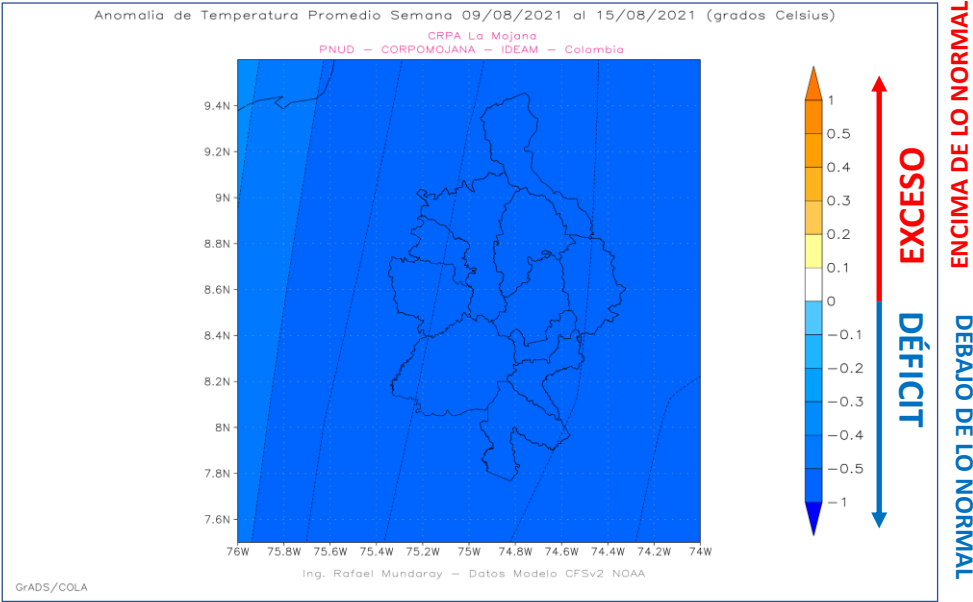 Anomalia de Temperatura Promedio Semana 09/08/2021 al 15/08/2021 (grados Celsius)
CRPA La Mojana
PNUD – CORPOMOJANA – IDEAM – Colombia
9.4N
9.2N
9N
8.8N
8.6N
8.4N
8.2N
8N
7.8N
7.6N
76W 75.8W 75.6W 75.4W 75.2W 75W 74.8W 74.6W 74.4W 74.2W 74W
1
0.5
0.4
0.3
0.2
0.1
0
−0.1
−0.2
−0.3
−0.4
−0.5
−1
EXCESO
DÉFICIT
ENCIMA DE LO NORMAL
DEBAJO DE LO NORMAL
Ing. Rafael Mundaray – Datos Modelo CFSv2 NOAA
GrADS/COLA